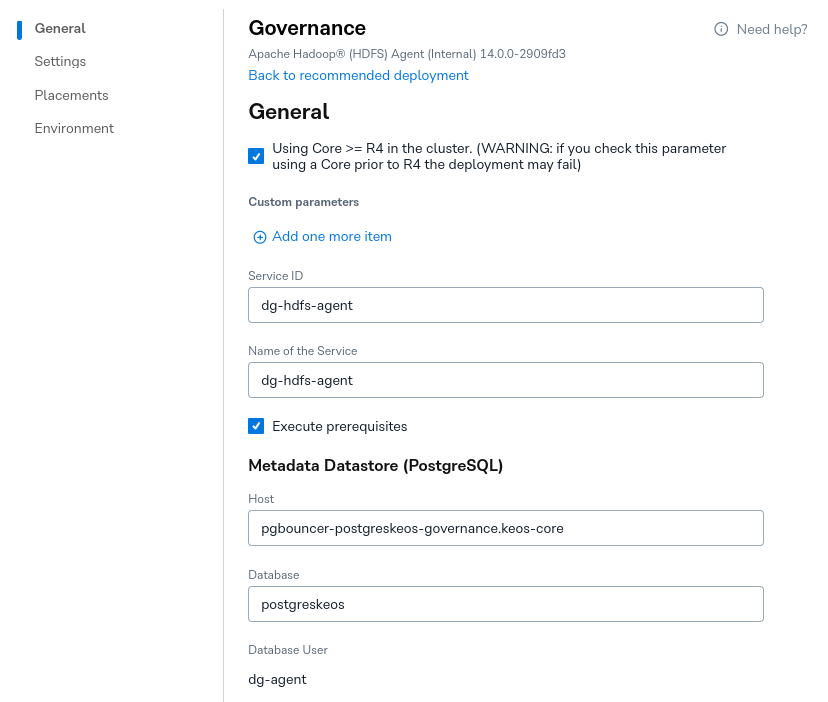 General
Settings
Placements
Environment
Governance
Need help?
Apache Hadoop® (HDFS) Agent (Internal) 14.0.0-2909fd3
Back to recommended deployment
General
Using Core >= R4 in the cluster. (WARNING: if you check this parameter
using a Core prior to R4 the deployment may fail)
Custom parameters
Add one more item
Service ID
dg-hdfs-agent
Name of the Service
dg-hdfs-agent
Execute prerequisites
Metadata Datastore (PostgreSQL)
Host
pgbouncer-postgreskeos-governance.keos-core
Database
postgreskeos
Database User
dg-agent